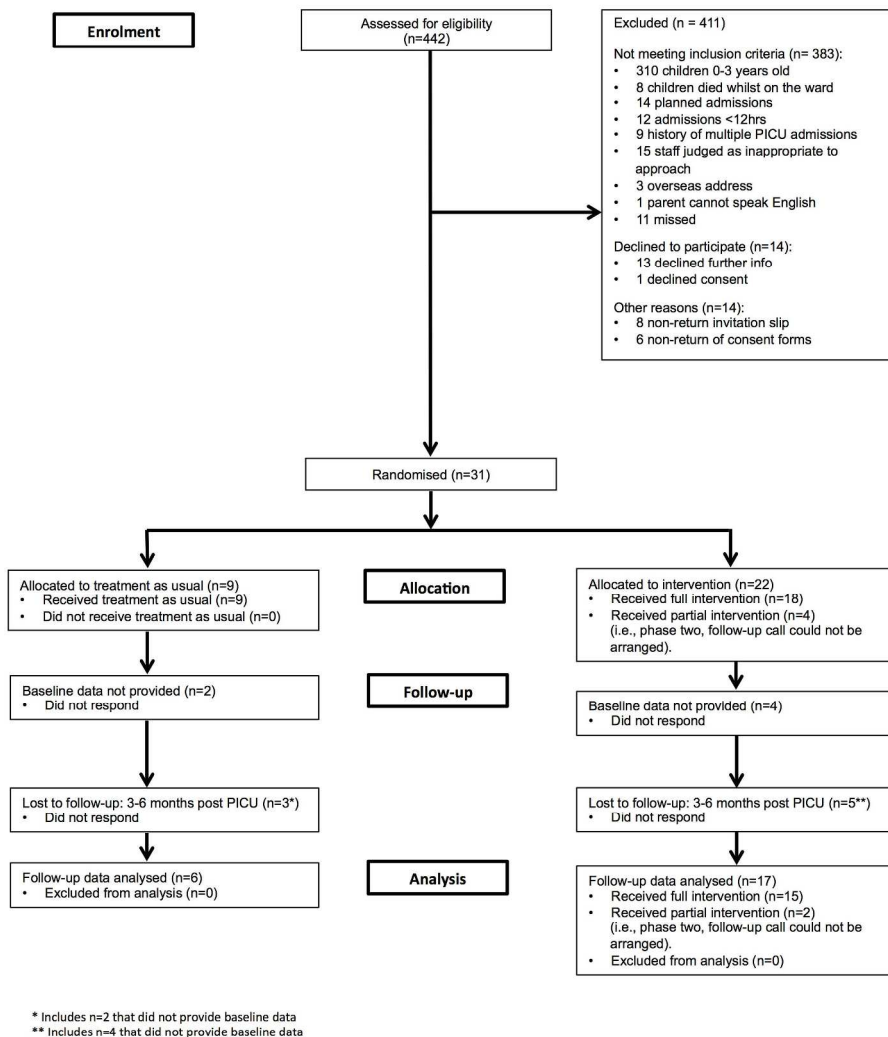 Enrolment
Assessed for eligibility
(n=442)
Excluded (n = 411)
Not meeting inclusion criteria (n= 383):
• 310 children 0-3 years old
• 8 children died whilst on the ward
• 14 planned admissions
• 12 admissions <12hrs
• 9 history of multiple PICU admissions
• 15 staff judged as inappropriate to
approach
• 3 overseas address
• 1 parent cannot speak English
• 11 missed
Declined to participate (n=14):
• 13 declined further info
• 1 declined consent
Other reasons (n=14):
• 8 non-return invitation slip
• 6 non-return of consent forms
Randomised (n=31)
Allocation
Allocated to treatment as usual (n=9)
• Received treatment as usual (n=9)
• Did not receive treatment as usual (n=0)
Allocated to intervention (n=22)
• Received full intervention (n=18)
• Received partial intervention (n=4)
(i.e., phase two, follow-up call could not be
arranged).
Follow-up
Baseline data not provided (n=2)
• Did not respond
Baseline data not provided (n=4)
• Did not respond
Lost to follow-up: 3-6 months post PICU (n=3*)
• Did not respond
Lost to follow-up: 3-6 months post PICU (n=5**)
• Did not respond
Analysis
Follow-up data analysed (n=6)
• Excluded from analysis (n=0)
Follow-up data analysed (n=17)
• Received full intervention (n=15)
• Received partial intervention (n=2)
(i.e., phase two, follow-up call could not be
arranged).
• Excluded from analysis (n=0)
* Includes n=2 that did not provide baseline data
** Includes n=4 that did not provide baseline data